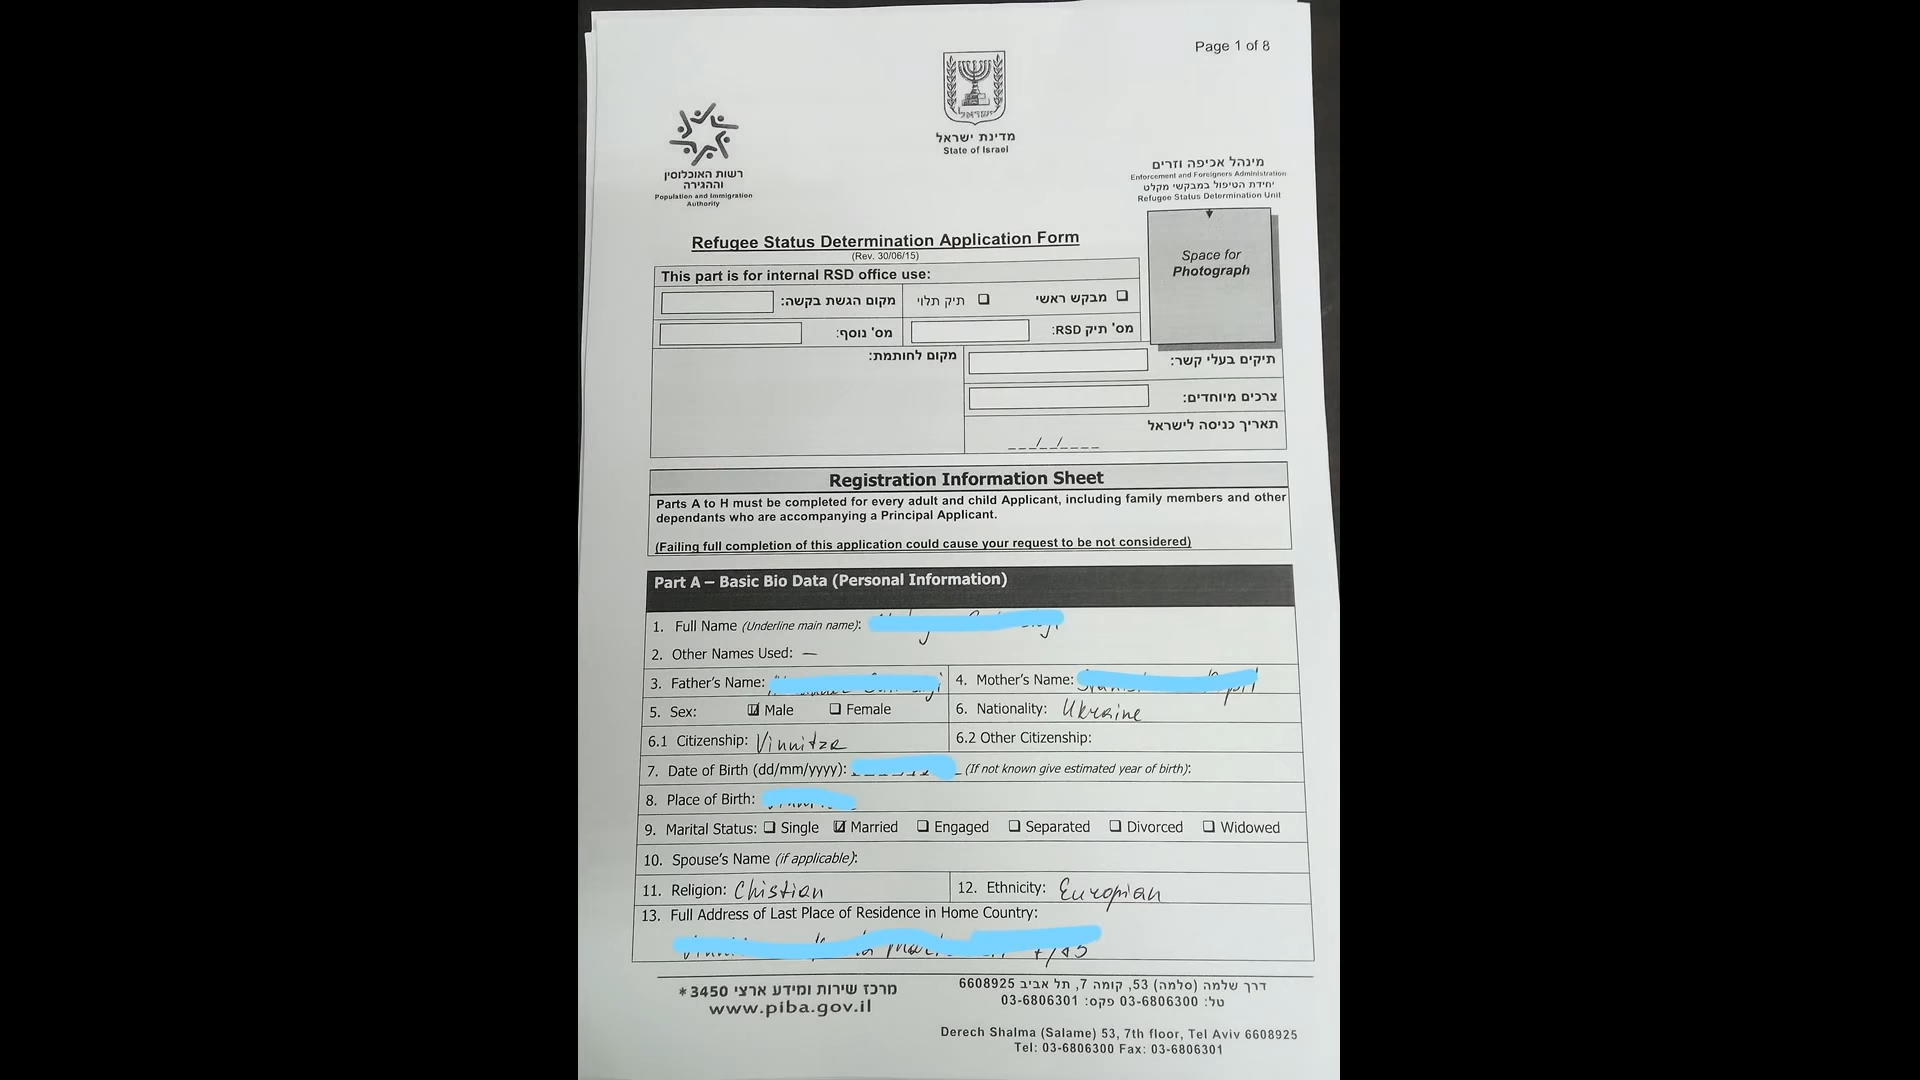 Page 1 of 8
מדינת ישראל
State of Israel
רשות האוכלוסין
וההגירה
Population and Immigration
Authority
מינהל אכיפה וזרים
Enforcement and Foreigners Administration
יחידת הטיפול במבקשי מקלט
Refugee Status Determination Unit
Space for
Photograph
Refugee Status Determination Application Form
(Rev. 30/06/15)
This part is for internal RSD office use:
מבקש ראשי ❑ תיק תלוי ❑ מקום הגשת בקשה:
מס' תיק RSD: מס' נוסף:
תיקים בעלי קשר: מקום לחותמת:
צרכים מיוחדים:
תאריך כניסה לישראל
___/__/____
Registration Information Sheet
Parts A to H must be completed for every adult and child Applicant, including family members and other
dependants who are accompanying a Principal Applicant.
(Failing full completion of this application could cause your request to be not considered)
Part A – Basic Bio Data (Personal Information)
1. Full Name (Underline main name):
2. Other Names Used: —
3. Father's Name: 4. Mother's Name:
5. Sex: ☑ Male ❑ Female 6. Nationality: Ukraine
6.1 Citizenship: Vinnitza 6.2 Other Citizenship:
7. Date of Birth (dd/mm/yyyy): (If not known give estimated year of birth):
8. Place of Birth:
9. Marital Status: ❑ Single ☑ Married ❑ Engaged ❑ Separated ❑ Divorced ❑ Widowed
10. Spouse's Name (if applicable):
11. Religion: Chistian 12. Ethnicity: Europian
13. Full Address of Last Place of Residence in Home Country:
מרכז שירות ומידע ארצי 3450*
www.piba.gov.il
דרך שלמה (סלמה) 53, קומה 7, תל אביב 6608925
טל: 03-6806300 פקס: 03-6806301
Derech Shalma (Salame) 53, 7th floor, Tel Aviv 6608925
Tel: 03-6806300 Fax: 03-6806301